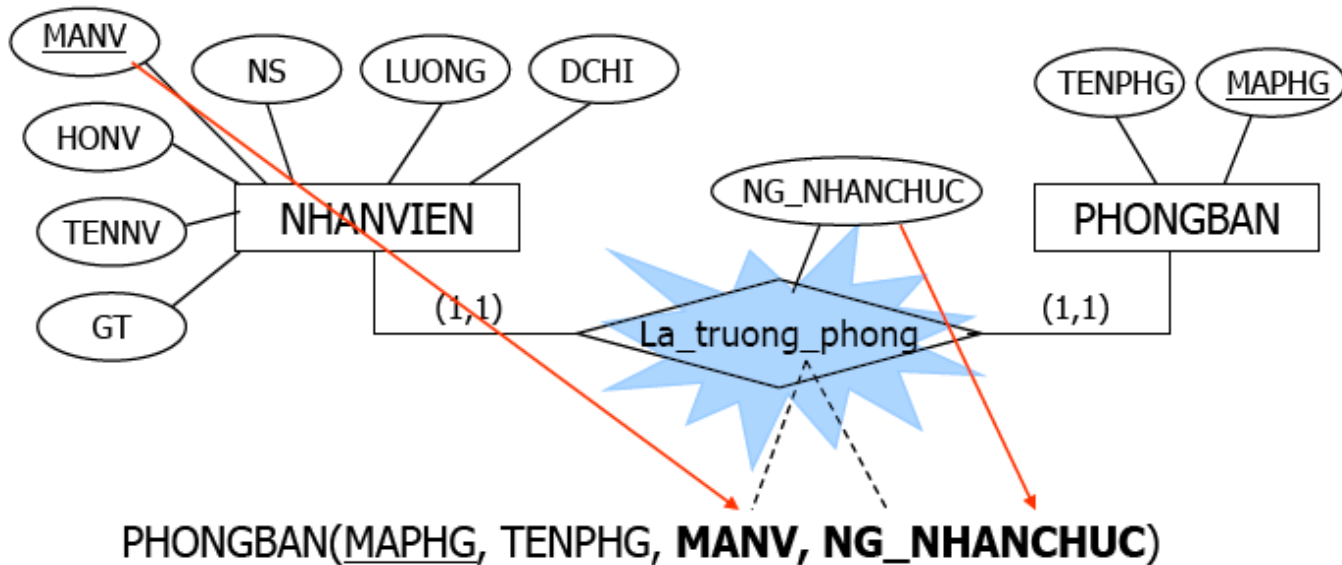 MANV
NS
LUONG
DCHI
HONV
TENNV
GT
NHANVIEN
TENPHG
MAPHG
NG_NHANCHUC
PHONGBAN
(1,1)
La_truong_phong
(1,1)
PHONGBAN(MAPHG, TENPHG, MANV, NG_NHANCHUC)